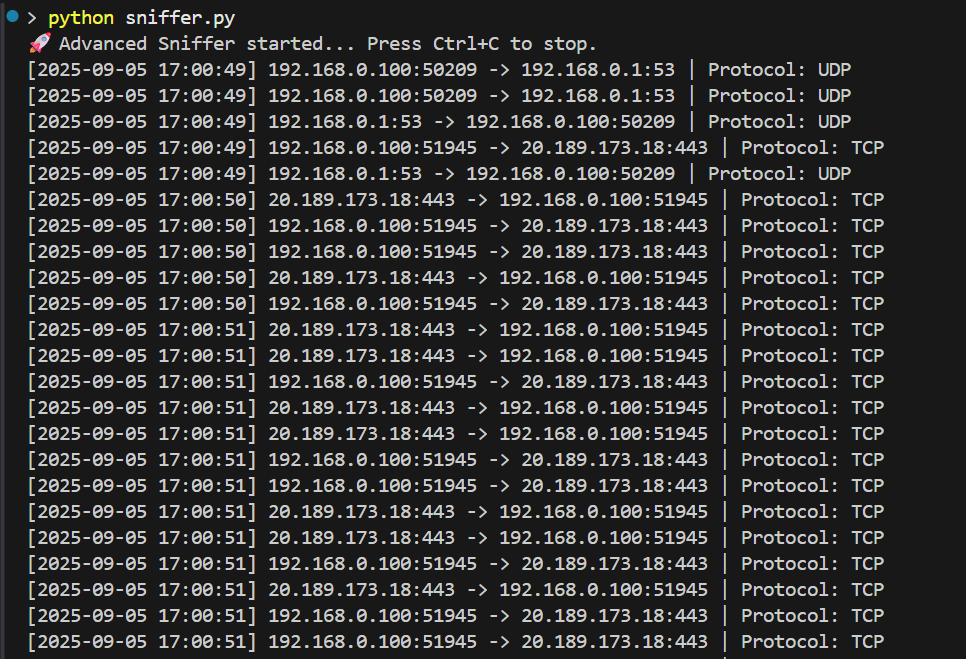 > python sniffer.py
🚀 Advanced Sniffer started... Press Ctrl+C to stop.
[2025-09-05 17:00:49] 192.168.0.100:50209 -> 192.168.0.1:53 | Protocol: UDP
[2025-09-05 17:00:49] 192.168.0.100:50209 -> 192.168.0.1:53 | Protocol: UDP
[2025-09-05 17:00:49] 192.168.0.1:53 -> 192.168.0.100:50209 | Protocol: UDP
[2025-09-05 17:00:49] 192.168.0.100:51945 -> 20.189.173.18:443 | Protocol: TCP
[2025-09-05 17:00:49] 192.168.0.1:53 -> 192.168.0.100:50209 | Protocol: UDP
[2025-09-05 17:00:50] 20.189.173.18:443 -> 192.168.0.100:51945 | Protocol: TCP
[2025-09-05 17:00:50] 192.168.0.100:51945 -> 20.189.173.18:443 | Protocol: TCP
[2025-09-05 17:00:50] 192.168.0.100:51945 -> 20.189.173.18:443 | Protocol: TCP
[2025-09-05 17:00:50] 20.189.173.18:443 -> 192.168.0.100:51945 | Protocol: TCP
[2025-09-05 17:00:50] 192.168.0.100:51945 -> 20.189.173.18:443 | Protocol: TCP
[2025-09-05 17:00:51] 20.189.173.18:443 -> 192.168.0.100:51945 | Protocol: TCP
[2025-09-05 17:00:51] 20.189.173.18:443 -> 192.168.0.100:51945 | Protocol: TCP
[2025-09-05 17:00:51] 192.168.0.100:51945 -> 20.189.173.18:443 | Protocol: TCP
[2025-09-05 17:00:51] 20.189.173.18:443 -> 192.168.0.100:51945 | Protocol: TCP
[2025-09-05 17:00:51] 20.189.173.18:443 -> 192.168.0.100:51945 | Protocol: TCP
[2025-09-05 17:00:51] 192.168.0.100:51945 -> 20.189.173.18:443 | Protocol: TCP
[2025-09-05 17:00:51] 192.168.0.100:51945 -> 20.189.173.18:443 | Protocol: TCP
[2025-09-05 17:00:51] 20.189.173.18:443 -> 192.168.0.100:51945 | Protocol: TCP
[2025-09-05 17:00:51] 20.189.173.18:443 -> 192.168.0.100:51945 | Protocol: TCP
[2025-09-05 17:00:51] 192.168.0.100:51945 -> 20.189.173.18:443 | Protocol: TCP
[2025-09-05 17:00:51] 20.189.173.18:443 -> 192.168.0.100:51945 | Protocol: TCP
[2025-09-05 17:00:51] 192.168.0.100:51945 -> 20.189.173.18:443 | Protocol: TCP
[2025-09-05 17:00:51] 192.168.0.100:51945 -> 20.189.173.18:443 | Protocol: TCP